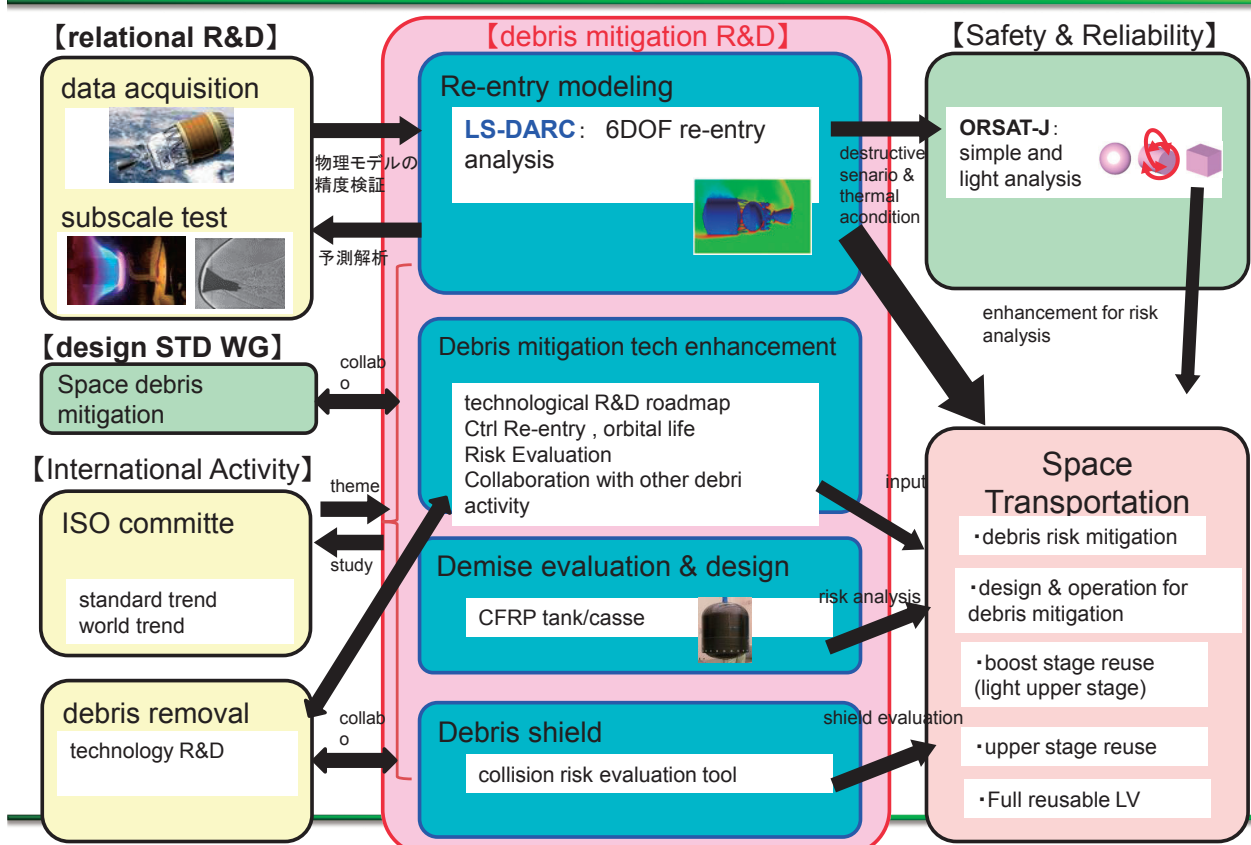 【relational R&D】
data acquisition
subscale test
物理モデルの
精度検証
予測解析
【design STD WG】
Space debris
mitigation
collab
o
【International Activity】
ISO committe
standard trend
world trend
theme
study
debris removal
technology R&D
collab
o
【debris mitigation R&D】
Re-entry modeling
LS-DARC： 6DOF re-entry
analysis
Debris mitigation tech enhancement
technological R&D roadmap
Ctrl Re-entry , orbital life
Risk Evaluation
Collaboration with other debri
activity
Demise evaluation & design
CFRP tank/casse
Debris shield
collision risk evaluation tool
destructive
senario &
thermal
acondition
【Safety & Reliability】
ORSAT-J：
simple and
light analysis
enhancement for risk
analysis
input
risk analysis
shield evaluation
Space
Transportation
・debris risk mitigation
・design & operation for
debris mitigation
・boost stage reuse
(light upper stage)
・upper stage reuse
・Full reusable LV